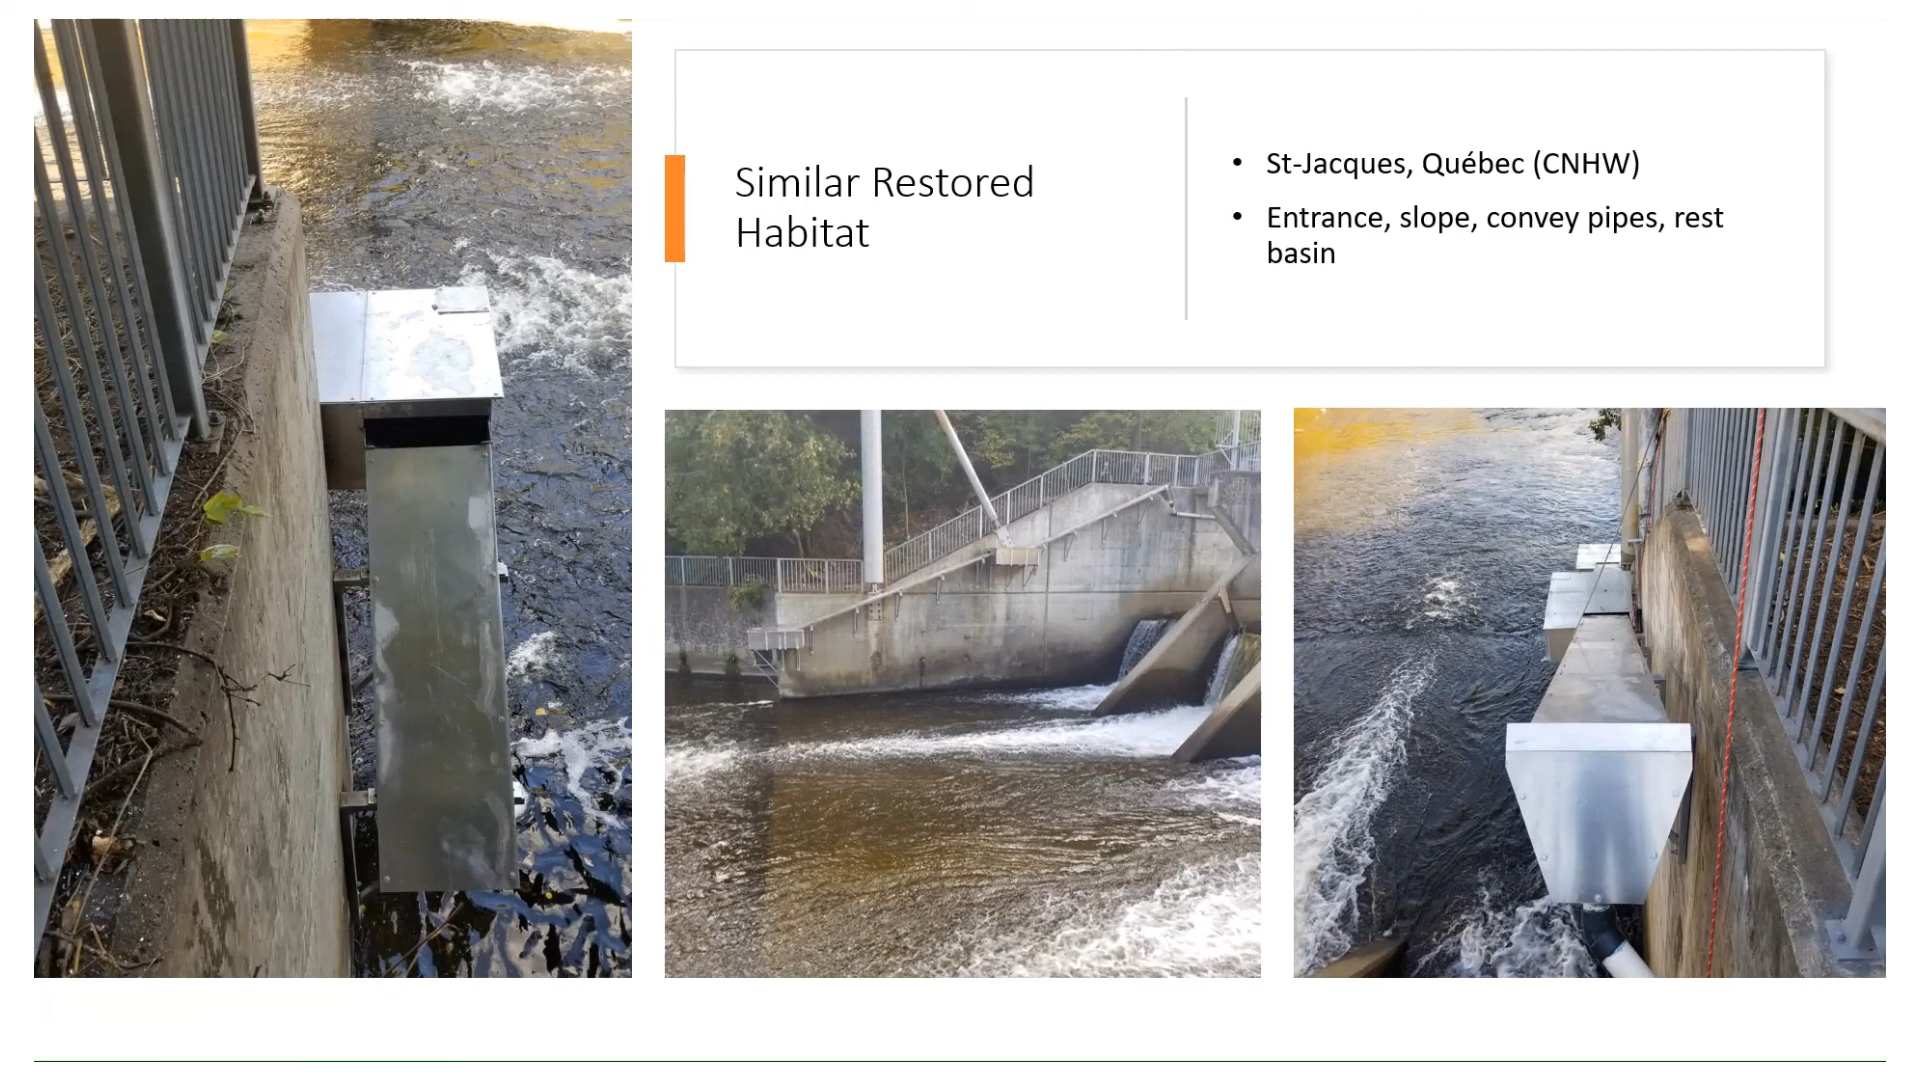 Similar Restored
Habitat
• St-Jacques, Québec (CNHW)
• Entrance, slope, convey pipes, rest
basin